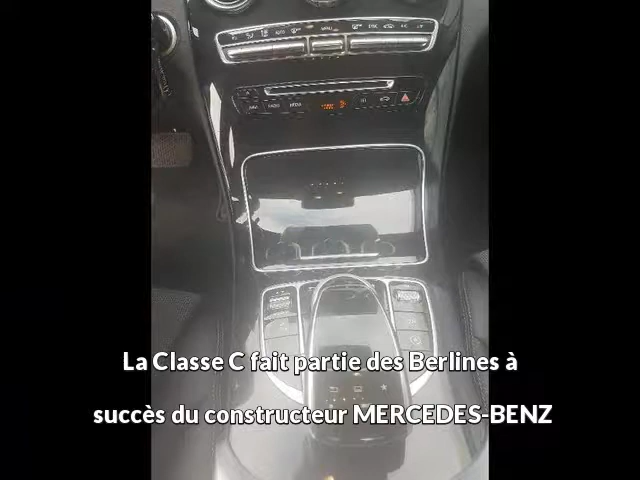 La Classe C fait partie des Berlines à
succès du constructeur MERCEDES-BENZ